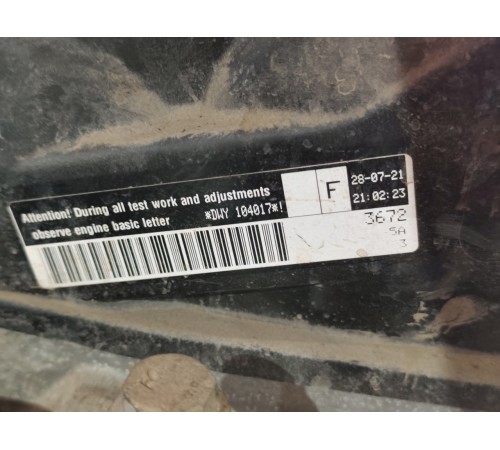 Attention! During all test work and adjustments
observe engine basic letter
*DWY 104017*!
F
28-07-21
21:02:23
3672
5A
3